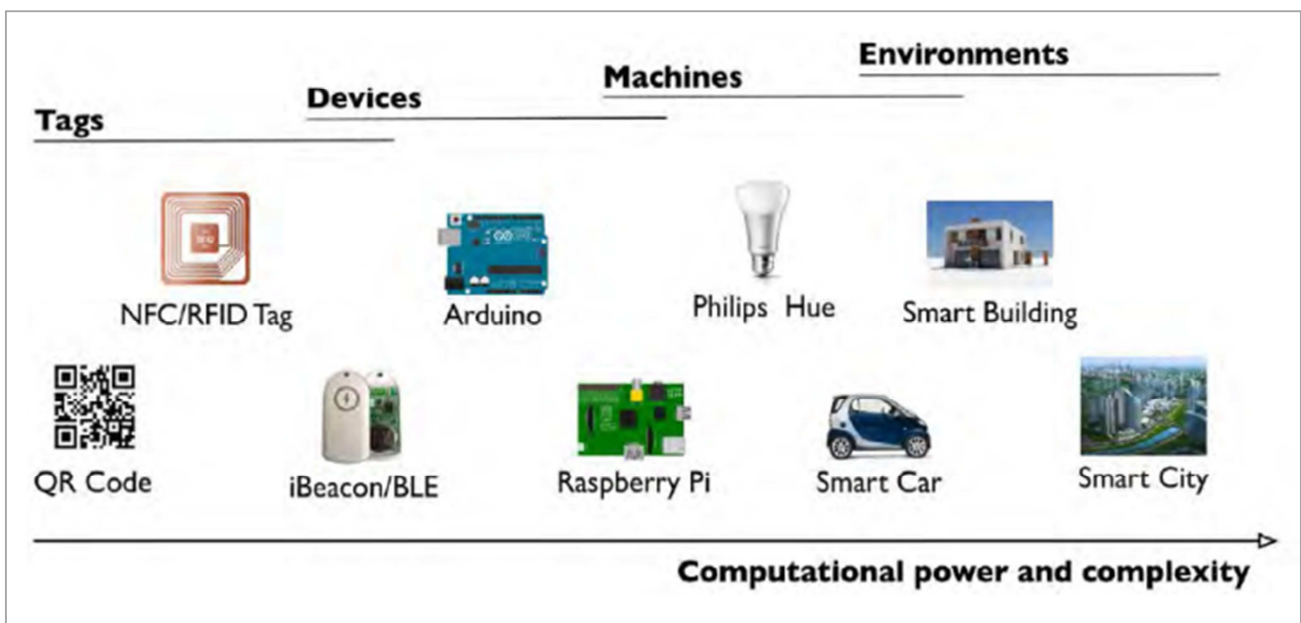 Environments
Machines
Devices
Tags
NFC/RFID Tag
Arduino
Philips Hue
Smart Building
QR Code
iBeacon/BLE
Raspberry Pi
Smart Car
Smart City
Computational power and complexity